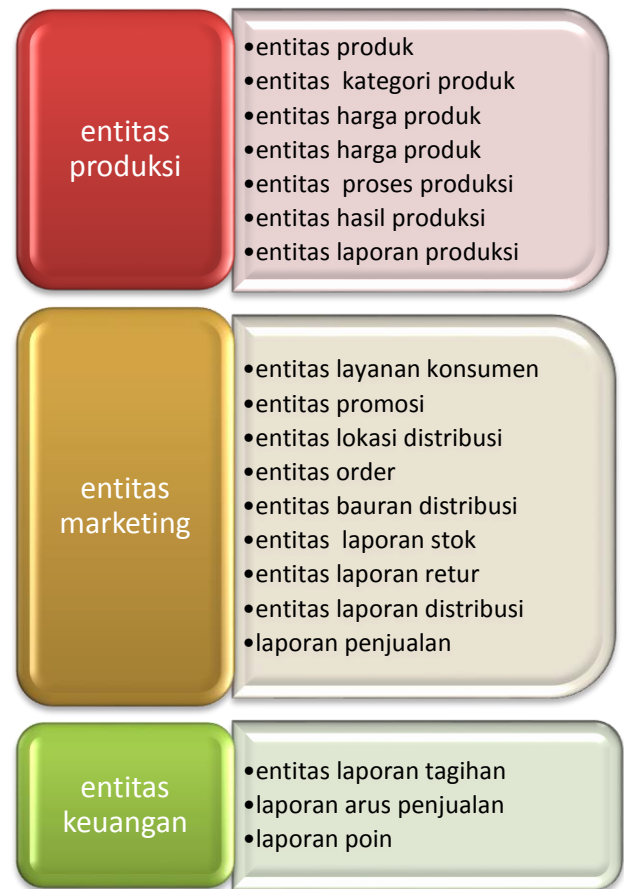 entitas
produksi
•entitas produk
•entitas  kategori produk
•entitas harga produk
•entitas harga produk
•entitas  proses produksi
•entitas hasil produksi
•entitas laporan produksi
entitas
marketing
•entitas layanan konsumen
•entitas promosi
•entitas lokasi distribusi
•entitas order
•entitas bauran distribusi
•entitas  laporan stok
•entitas laporan retur
•entitas laporan distribusi
•laporan penjualan
entitas
keuangan
•entitas laporan tagihan
•laporan arus penjualan
•laporan poin